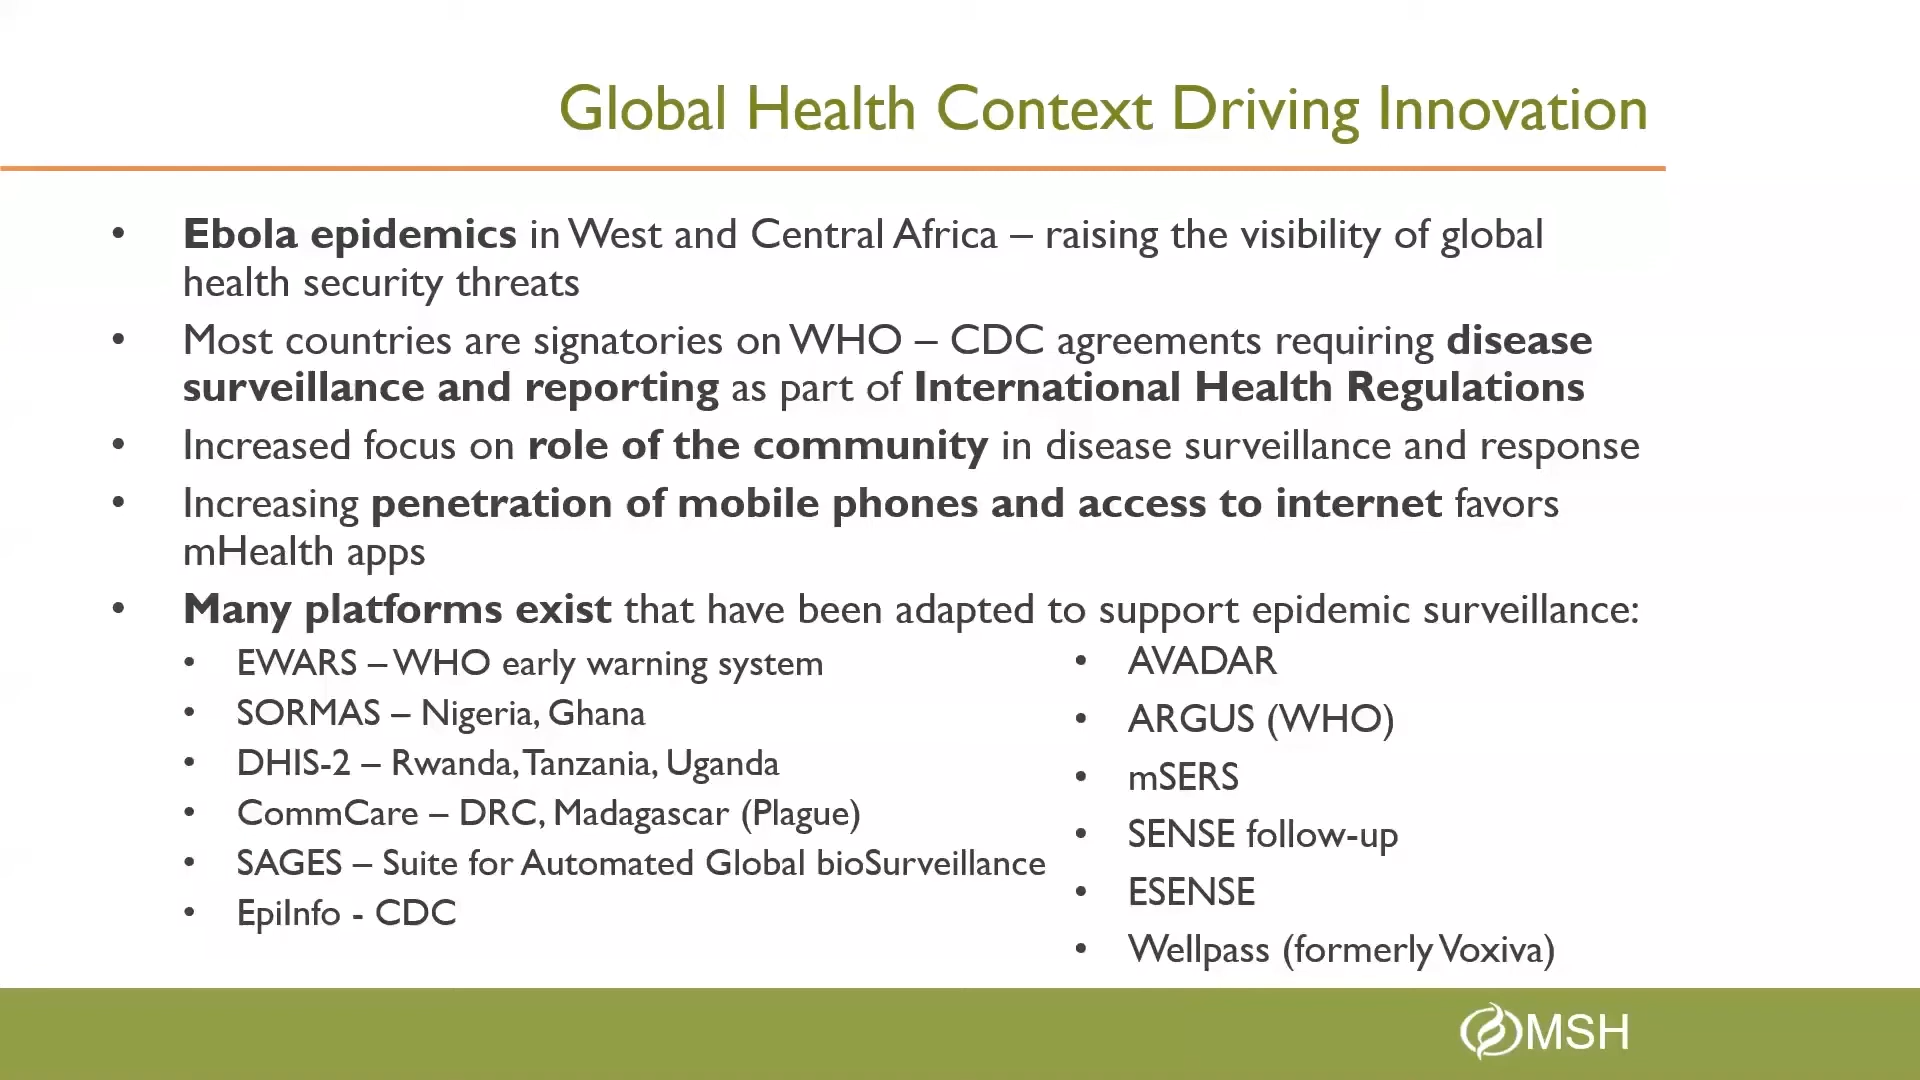 Global Health Context Driving Innovation
• Ebola epidemics in West and Central Africa – raising the visibility of global
health security threats
• Most countries are signatories on WHO – CDC agreements requiring disease
surveillance and reporting as part of International Health Regulations
• Increased focus on role of the community in disease surveillance and response
• Increasing penetration of mobile phones and access to internet favors
mHealth apps
• Many platforms exist that have been adapted to support epidemic surveillance:
• EWARS – WHO early warning system
• SORMAS – Nigeria, Ghana
• DHIS-2 – Rwanda, Tanzania, Uganda
• CommCare – DRC, Madagascar (Plague)
• SAGES – Suite for Automated Global bioSurveillance
• EpiInfo - CDC
• AVADAR
• ARGUS (WHO)
• mSERS
• SENSE follow-up
• ESENSE
• Wellpass (formerly Voxiva)
MSH